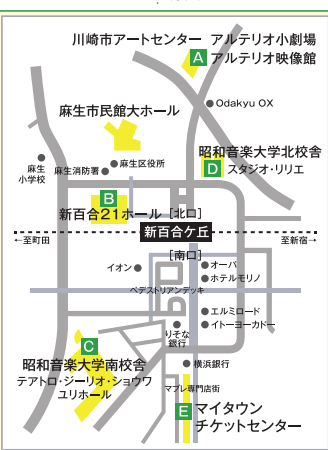 川崎市アートセンター アルテリオ小劇場
A アルテリオ映像館
Odakyu OX
麻生市民館大ホール
昭和音楽大学北校舎
D スタジオ・リリエ
麻生区役所
麻生消防署
麻生
小学校
B
新百合21ホール
[北口]
←至町田
新百合ケ丘
至新宿→
[南口]
イオン
オーパ
ホテルモリノ
ペデストリアンデッキ
エルミロード
イトーヨーカドー
りそな
銀行
C
昭和音楽大学南校舎
テアトロ・ジーリオ・ショウワ
ユリホール
横浜銀行
マプレ専門店街
E マイタウン
チケットセンター